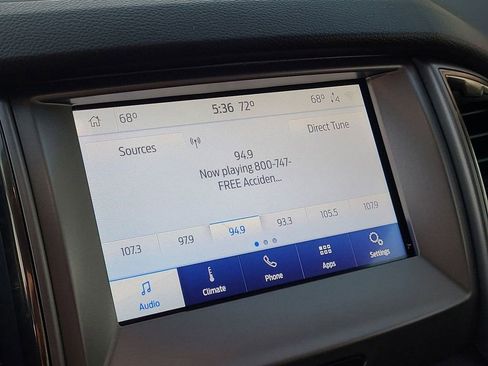 68° 5:36 72° 68°
Sources Direct Tune
94.9
Now playing 800-747-
FREE Acciden...
107.3 97.9 94.9 93.3 105.5 107.9
Audio Climate Phone Apps Settings